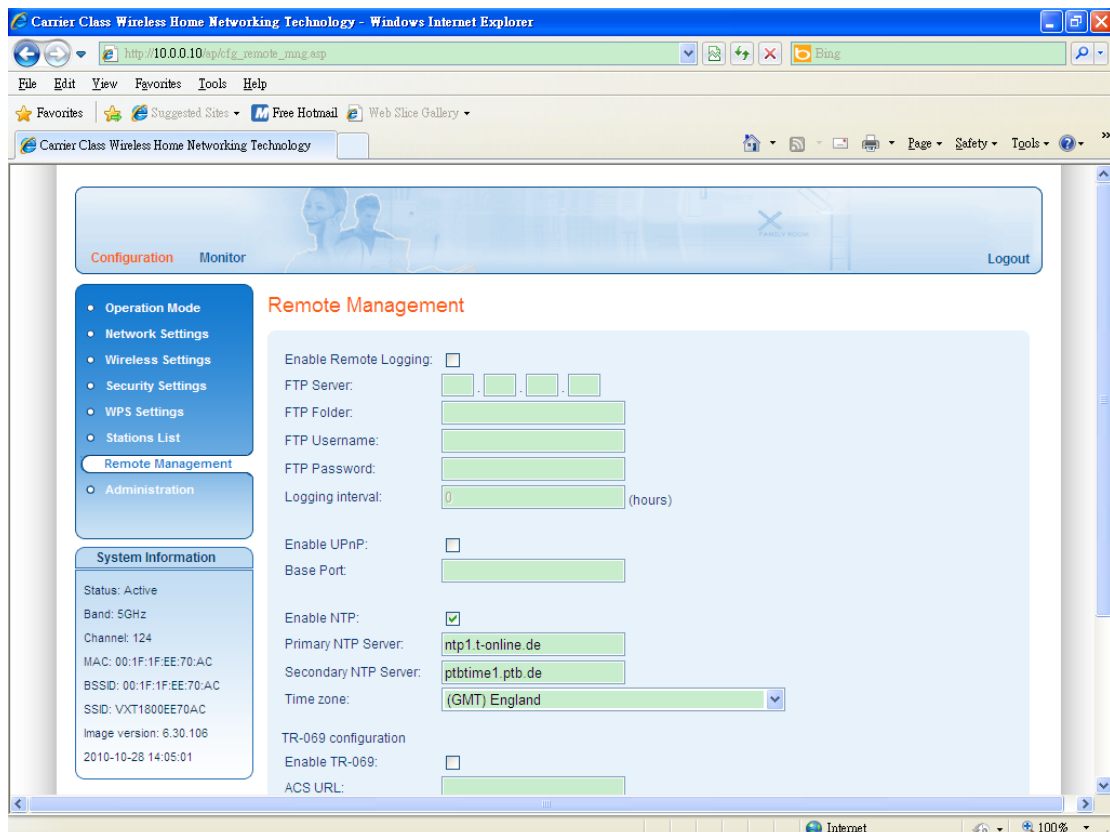 Carrier Class Wireless Home Networking Technology - Windows Internet Explorer
http://10.0.0.10/ap/cfg_remote_mng.asp
Bing
File Edit View Favorites Tools Help
Favorites Suggested Sites Free Hotmail Web Slice Gallery
Carrier Class Wireless Home Networking Technology
Page Safety Tools »
Configuration Monitor
Logout
Operation Mode
Network Settings
Wireless Settings
Security Settings
WPS Settings
Stations List
Remote Management
Administration
System Information
Status: Active
Band: 5GHz
Channel: 124
MAC: 00:1F:1F:EE:70:AC
BSSID: 00:1F:1F:EE:70:AC
SSID: VXT1800EE70AC
Image version: 6.30.106
2010-10-28 14:05:01
Remote Management
Enable Remote Logging:
FTP Server: . . .
FTP Folder:
FTP Username:
FTP Password:
Logging interval: 0 (hours)
Enable UPnP:
Base Port:
Enable NTP:
Primary NTP Server: ntp1.t-online.de
Secondary NTP Server: ptbtime1.ptb.de
Time zone: (GMT) England
TR-069 configuration
Enable TR-069:
ACS URL:
Internet 100%